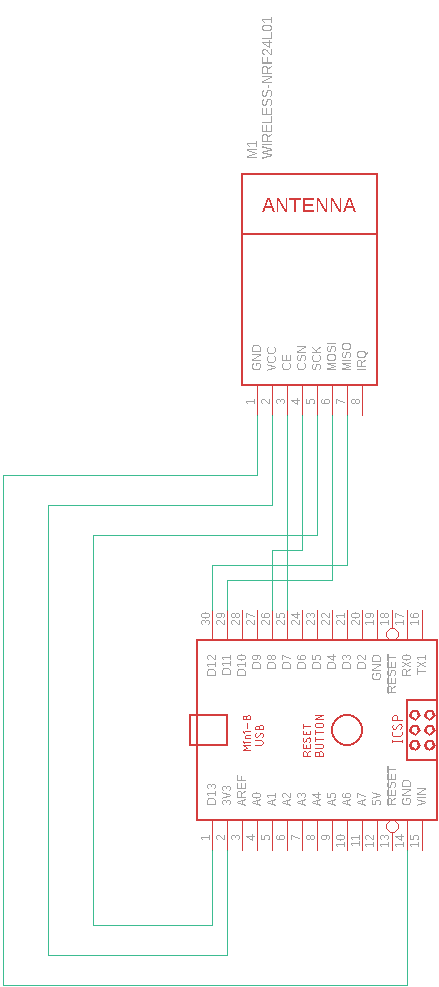 M1
WIRELESS-NRF24L01
ANTENNA
GND
VCC
CE
CSN
SCK
MOSI
MISO
IRQ
1
2
3
4
5
6
7
8
30
29
28
27
26
25
24
23
22
21
20
19
18
17
16
D12
D11
D10
D9
D8
D7
D6
D5
D4
D3
D2
GND
RESET
RX0
TX1
Mini-B
USB
RESET
BUTTON
ICSP
D13
3V3
AREF
A0
A1
A2
A3
A4
A5
A6
A7
5V
RESET
GND
VIN
1
2
3
4
5
6
7
8
9
10
11
12
13
14
15